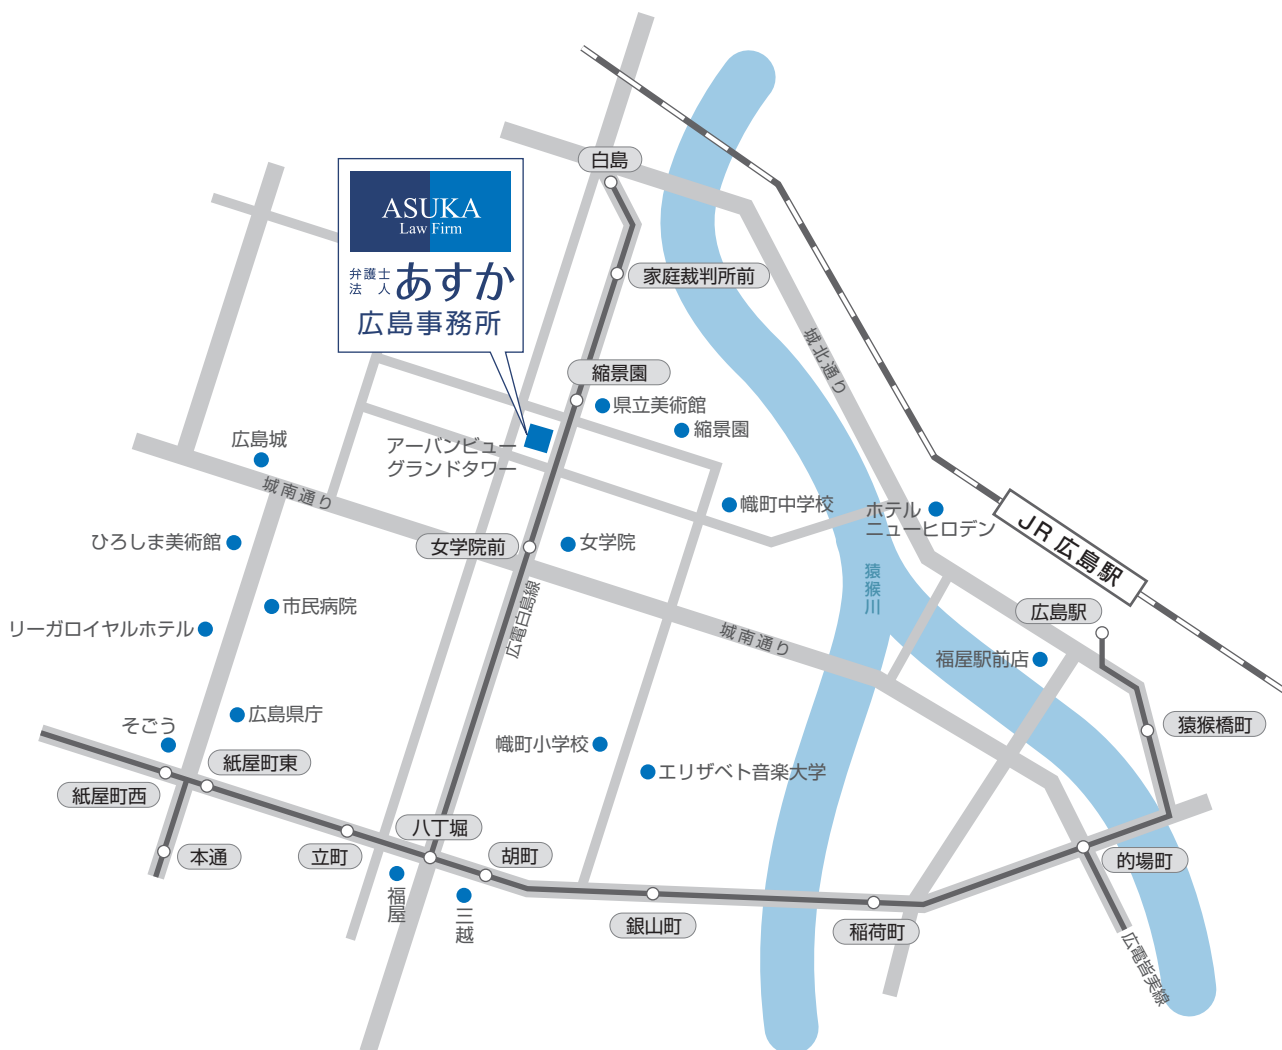 白島
ASUKA
Law Firm
弁護士
法人
あすか
広島事務所
家庭裁判所前
城北通り
縮景園
県立美術館
縮景園
広島城
アーバンビュー
グランドタワー
城南通り
幟町中学校
ホテル
ニューヒロデン
JR広島駅
ひろしま美術館
女学院前
女学院
猿猴川
広電白島線
市民病院
広島駅
リーガロイヤルホテル
城南通り
福屋駅前店
広島県庁
そごう
猿猴橋町
幟町小学校
紙屋町東
エリザベト音楽大学
紙屋町西
八丁堀
本通
立町
胡町
的場町
福屋
三越
銀山町
稲荷町
広電皆実線